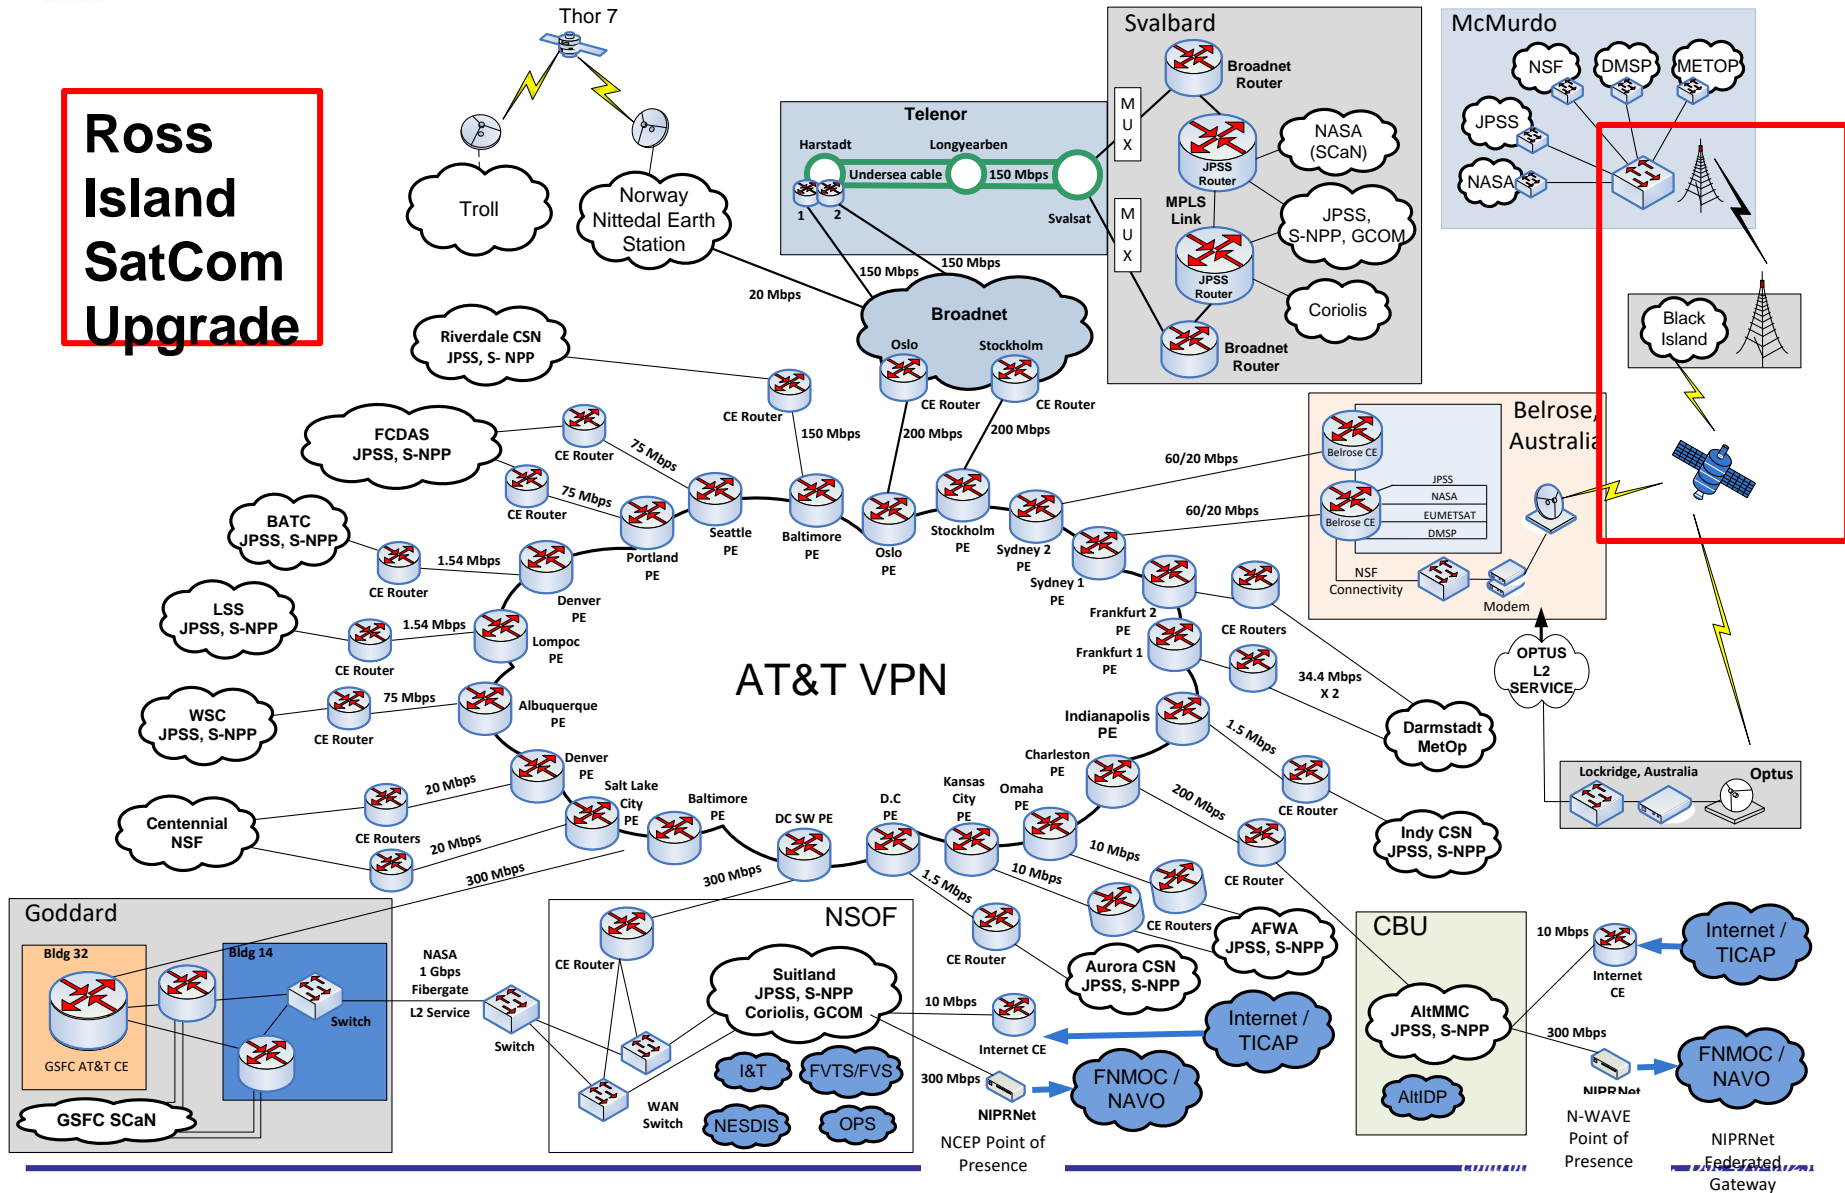 Thor 7
Ross
Island
SatCom
Upgrade
Troll
Norway
Nittedal Earth
Station
20 Mbps
Telenor
Harstadt
Longyearben
Undersea cable
150 Mbps
Svalsat
1
2
150 Mbps
150 Mbps
M
U
X
M
U
X
Svalbard
Broadnet
Router
JPSS
Router
NASA
(SCaN)
MPLS
Link
JPSS,
S-NPP, GCOM
JPSS
Router
Coriolis
Broadnet
Router
McMurdo
NSF
DMSP
METOP
JPSS
NASA
Black
Island
Broadnet
Oslo
Stockholm
CE Router
CE Router
200 Mbps
200 Mbps
Riverdale CSN
JPSS, S- NPP
CE Router
150 Mbps
FCDAS
JPSS, S-NPP
CE Router
75 Mbps
CE Router
75 Mbps
BATC
JPSS, S-NPP
CE Router
1.54 Mbps
LSS
JPSS, S-NPP
CE Router
1.54 Mbps
WSC
JPSS, S-NPP
CE Router
75 Mbps
Centennial
NSF
CE Routers
20 Mbps
20 Mbps
300 Mbps
Portland
PE
Seattle
PE
Baltimore
PE
Oslo
PE
Stockholm
PE
Sydney 2
PE
Sydney 1
PE
Frankfurt 2
PE
Frankfurt 1
PE
Indianapolis
PE
Charleston
PE
Omaha
PE
Kansas
City
PE
D.C
PE
DC SW PE
Baltimore
PE
Salt Lake
City
PE
Denver
PE
Albuquerque
PE
Lompoc
PE
Denver
PE
AT&T VPN
60/20 Mbps
60/20 Mbps
Belrose,
Australia
Belrose CE
Belrose CE
JPSS
NASA
EUMETSAT
DMSP
NSF
Connectivity
Modem
CE Routers
34.4 Mbps
X 2
Darmstadt
MetOp
OPTUS
L2
SERVICE
Lockridge, Australia
Optus
1.5 Mbps
CE Router
Indy CSN
JPSS, S-NPP
200 Mbps
CE Router
10 Mbps
10 Mbps
CE Routers
AFWA
JPSS, S-NPP
1.5 Mbps
CE Router
Aurora CSN
JPSS, S-NPP
300 Mbps
Goddard
Bldg 32
GSFC AT&T CE
Bldg 14
Switch
GSFC SCaN
NASA
1 Gbps
Fibergate
L2 Service
Switch
NSOF
CE Router
Suitland
JPSS, S-NPP
Coriolis, GCOM
WAN
Switch
I&T
FVTS/FVS
NESDIS
OPS
10 Mbps
Internet CE
Internet /
TICAP
300 Mbps
NIPRNet
FNMOC /
NAVO
NCEP Point of
Presence
CBU
AltMMC
JPSS, S-NPP
AltIDP
10 Mbps
Internet
CE
Internet /
TICAP
300 Mbps
NIPRNet
FNMOC /
NAVO
N-WAVE
Point of
Presence
NIPRNet
Federated
Gateway